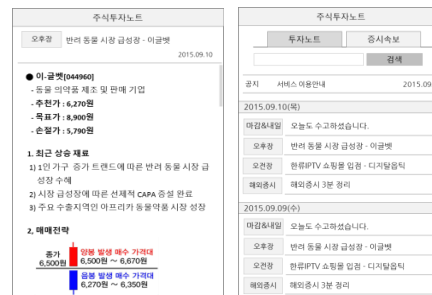 주식투자노트
오후장 반려 동물 시장 급성장 - 이글벳
2015.09.10
● 이-글벳[044960]
- 동물 의약품 제조 및 판매 기업
- 추천가 : 6,270원
- 목표가 : 8,900원
- 손절가 : 5,790원
1. 최근 상승 재료
1) 1인 가구 증가 트랜드에 따른 반려 동물 시장 급
성장 수혜
2) 시장 급성장에 따른 선제적 CAPA 증설 완료
3) 주요 수출지역인 아프리카 동물약품 시장 성장
2. 매매전략
종가
6,500원
양봉 발생 매수 가격대
6,500원 ~ 6,670원
음봉 발생 매수 가격대
6,270원 ~ 6,350원
주식투자노트
투자노트 증시속보
검색
공지 서비스 이용안내 2015.09
2015.09.10(목)
마감&내일 오늘도 수고하셨습니다.
오후장 반려 동물 시장 급성장 - 이글벳
오전장 한류IPTV 쇼핑몰 입점 - 디지탈옵틱
해외증시 해외증시 3분 정리
2015.09.09(수)
마감&내일 오늘도 수고하셨습니다.
오후장 반려 동물 시장 급성장 - 이글벳
오전장 한류IPTV 쇼핑몰 입점 - 디지탈옵틱
해외증시 해외증시 3분 정리